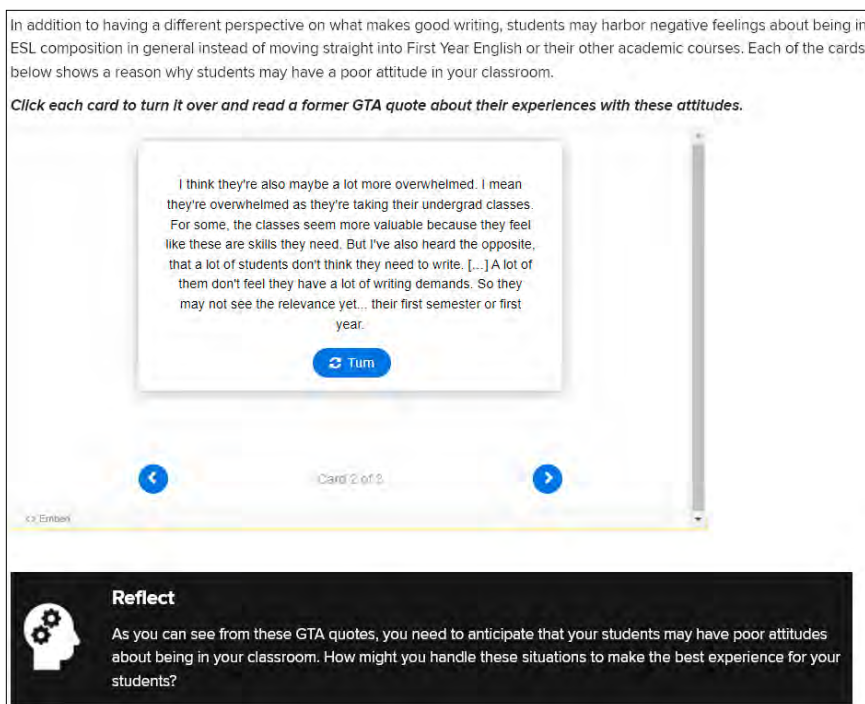 In addition to having a different perspective on what makes good writing, students may harbor negative feelings about being in
ESL composition in general instead of moving straight into First Year English or their other academic courses. Each of the cards
below shows a reason why students may have a poor attitude in your classroom.
Click each card to turn it over and read a former GTA quote about their experiences with these attitudes.
I think they're also maybe a lot more overwhelmed. I mean
they're overwhelmed as they're taking their undergrad classes.
For some, the classes seem more valuable because they feel
like these are skills they need. But I've also heard the opposite,
that a lot of students don't think they need to write. [...] A lot of
them don't feel they have a lot of writing demands. So they
may not see the relevance yet... their first semester or first
year.
Turn
Card 2 of 3
<> Embed
Reflect
As you can see from these GTA quotes, you need to anticipate that your students may have poor attitudes
about being in your classroom. How might you handle these situations to make the best experience for your
students?